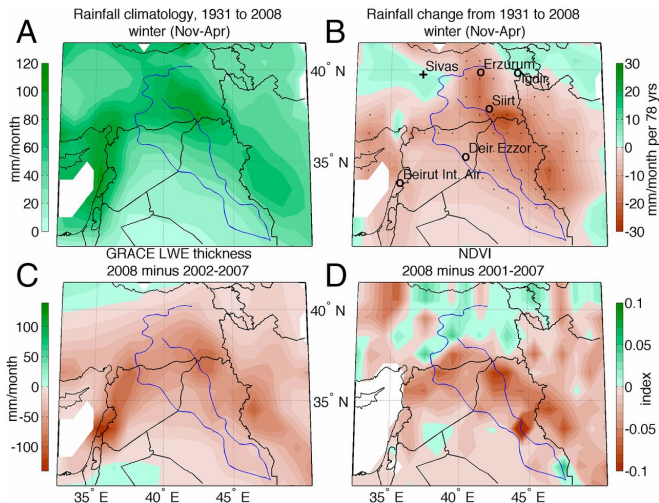 A
Rainfall climatology, 1931 to 2008
winter (Nov-Apr)
mm/month
120
100
80
60
40
20
0
B
Rainfall change from 1931 to 2008
winter (Nov-Apr)
40° N
35° N
Sivas
Erzurum
Igdir
Siirt
Deir Ezzor
Beirut Int. Air.
30
20
10
0
-10
-20
-30
mm/month per 78 yrs
C
GRACE LWE thickness
2008 minus 2002-2007
mm/month
100
50
0
-50
-100
35° E
40° E
45° E
D
NDVI
2008 minus 2001-2007
40° N
35° N
35° E
40° E
45° E
0.1
0.05
0
-0.05
-0.1
index